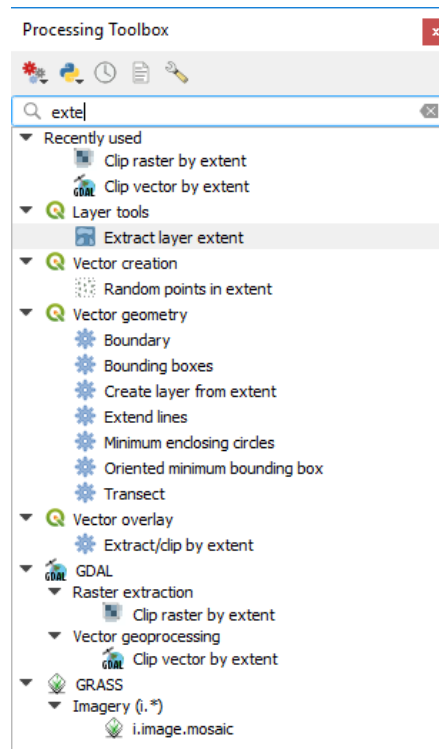 Processing Toolbox
x
exte
Recently used
Clip raster by extent
GDAL Clip vector by extent
Layer tools
Extract layer extent
Vector creation
Random points in extent
Vector geometry
Boundary
Bounding boxes
Create layer from extent
Extend lines
Minimum enclosing circles
Oriented minimum bounding box
Transect
Vector overlay
Extract/clip by extent
GDAL GDAL
Raster extraction
Clip raster by extent
Vector geoprocessing
GDAL Clip vector by extent
GRASS
Imagery (i.*)
i.image.mosaic